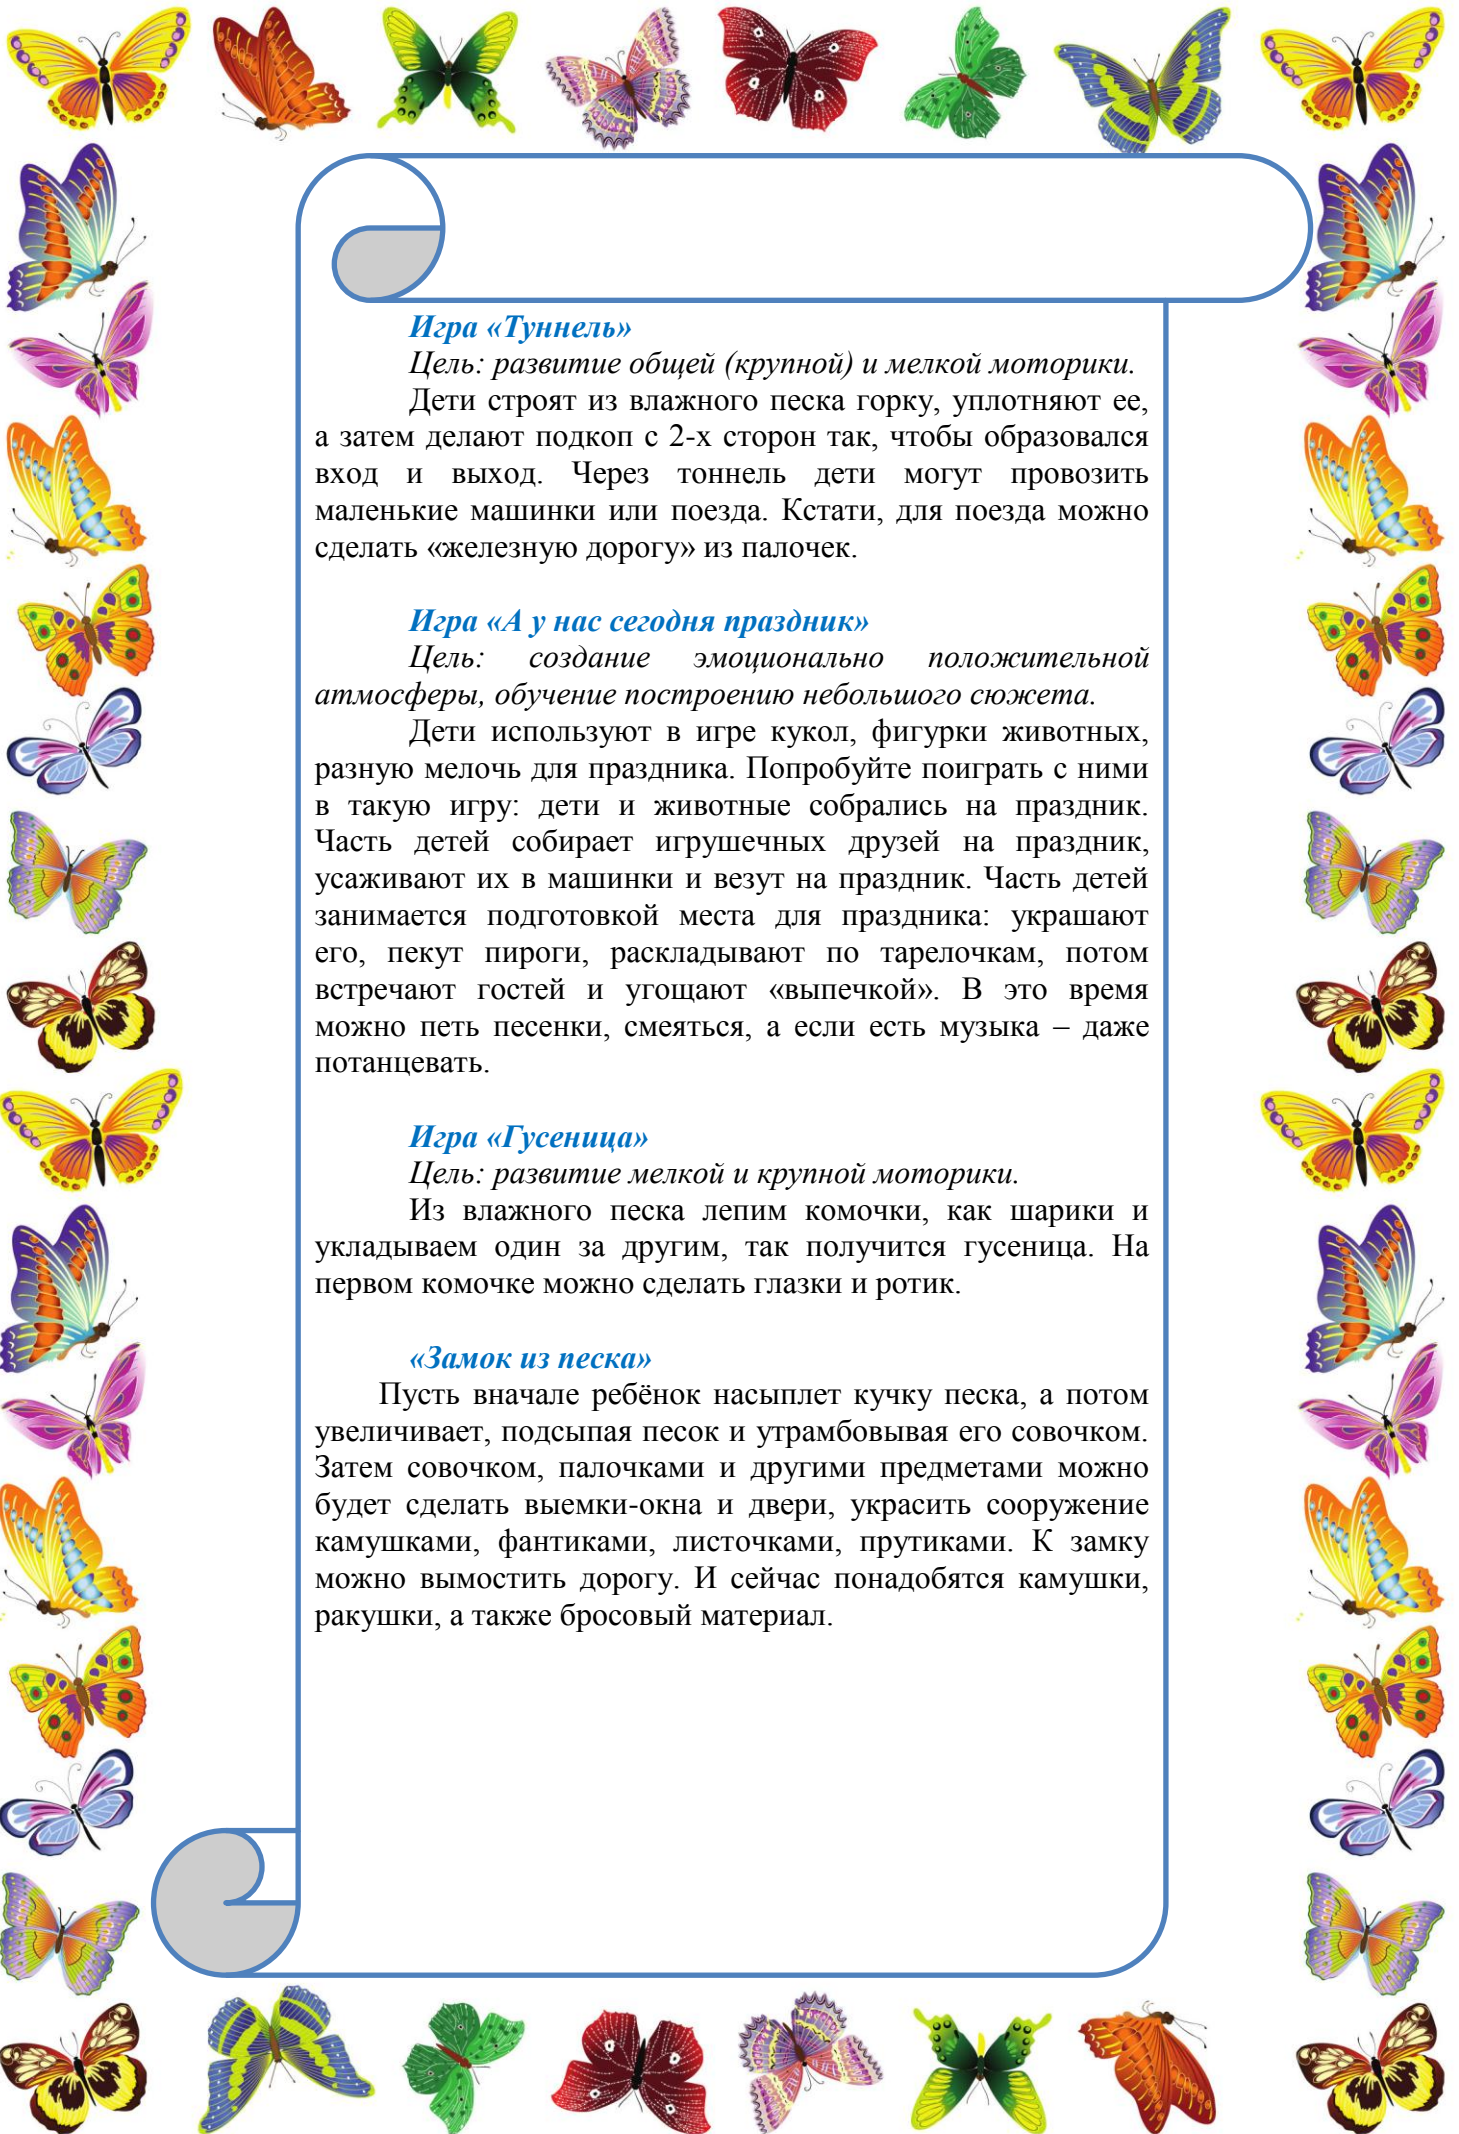 Игра «Туннель»
Цель: развитие общей (крупной) и мелкой моторики.
Дети строят из влажного песка горку, уплотняют ее,
а затем делают подкоп с 2-х сторон так, чтобы образовался
вход и выход. Через тоннель дети могут провозить
маленькие машинки или поезда. Кстати, для поезда можно
сделать «железную дорогу» из палочек.
Игра «А у нас сегодня праздник»
Цель: создание эмоционально положительной
атмосферы, обучение построению небольшого сюжета.
Дети используют в игре кукол, фигурки животных,
разную мелочь для праздника. Попробуйте поиграть с ними
в такую игру: дети и животные собрались на праздник.
Часть детей собирает игрушечных друзей на праздник,
усаживают их в машинки и везут на праздник. Часть детей
занимается подготовкой места для праздника: украшают
его, пекут пироги, раскладывают по тарелочкам, потом
встречают гостей и угощают «выпечкой». В это время
можно петь песенки, смеяться, а если есть музыка – даже
потанцевать.
Игра «Гусеница»
Цель: развитие мелкой и крупной моторики.
Из влажного песка лепим комочки, как шарики и
укладываем один за другим, так получится гусеница. На
первом комочке можно сделать глазки и ротик.
«Замок из песка»
Пусть вначале ребёнок насыплет кучку песка, а потом
увеличивает, подсыпая песок и утрамбовывая его совочком.
Затем совочком, палочками и другими предметами можно
будет сделать выемки-окна и двери, украсить сооружение
камушками, фантиками, листочками, прутиками. К замку
можно вымостить дорогу. И сейчас понадобятся камушки,
ракушки, а также бросовый материал.